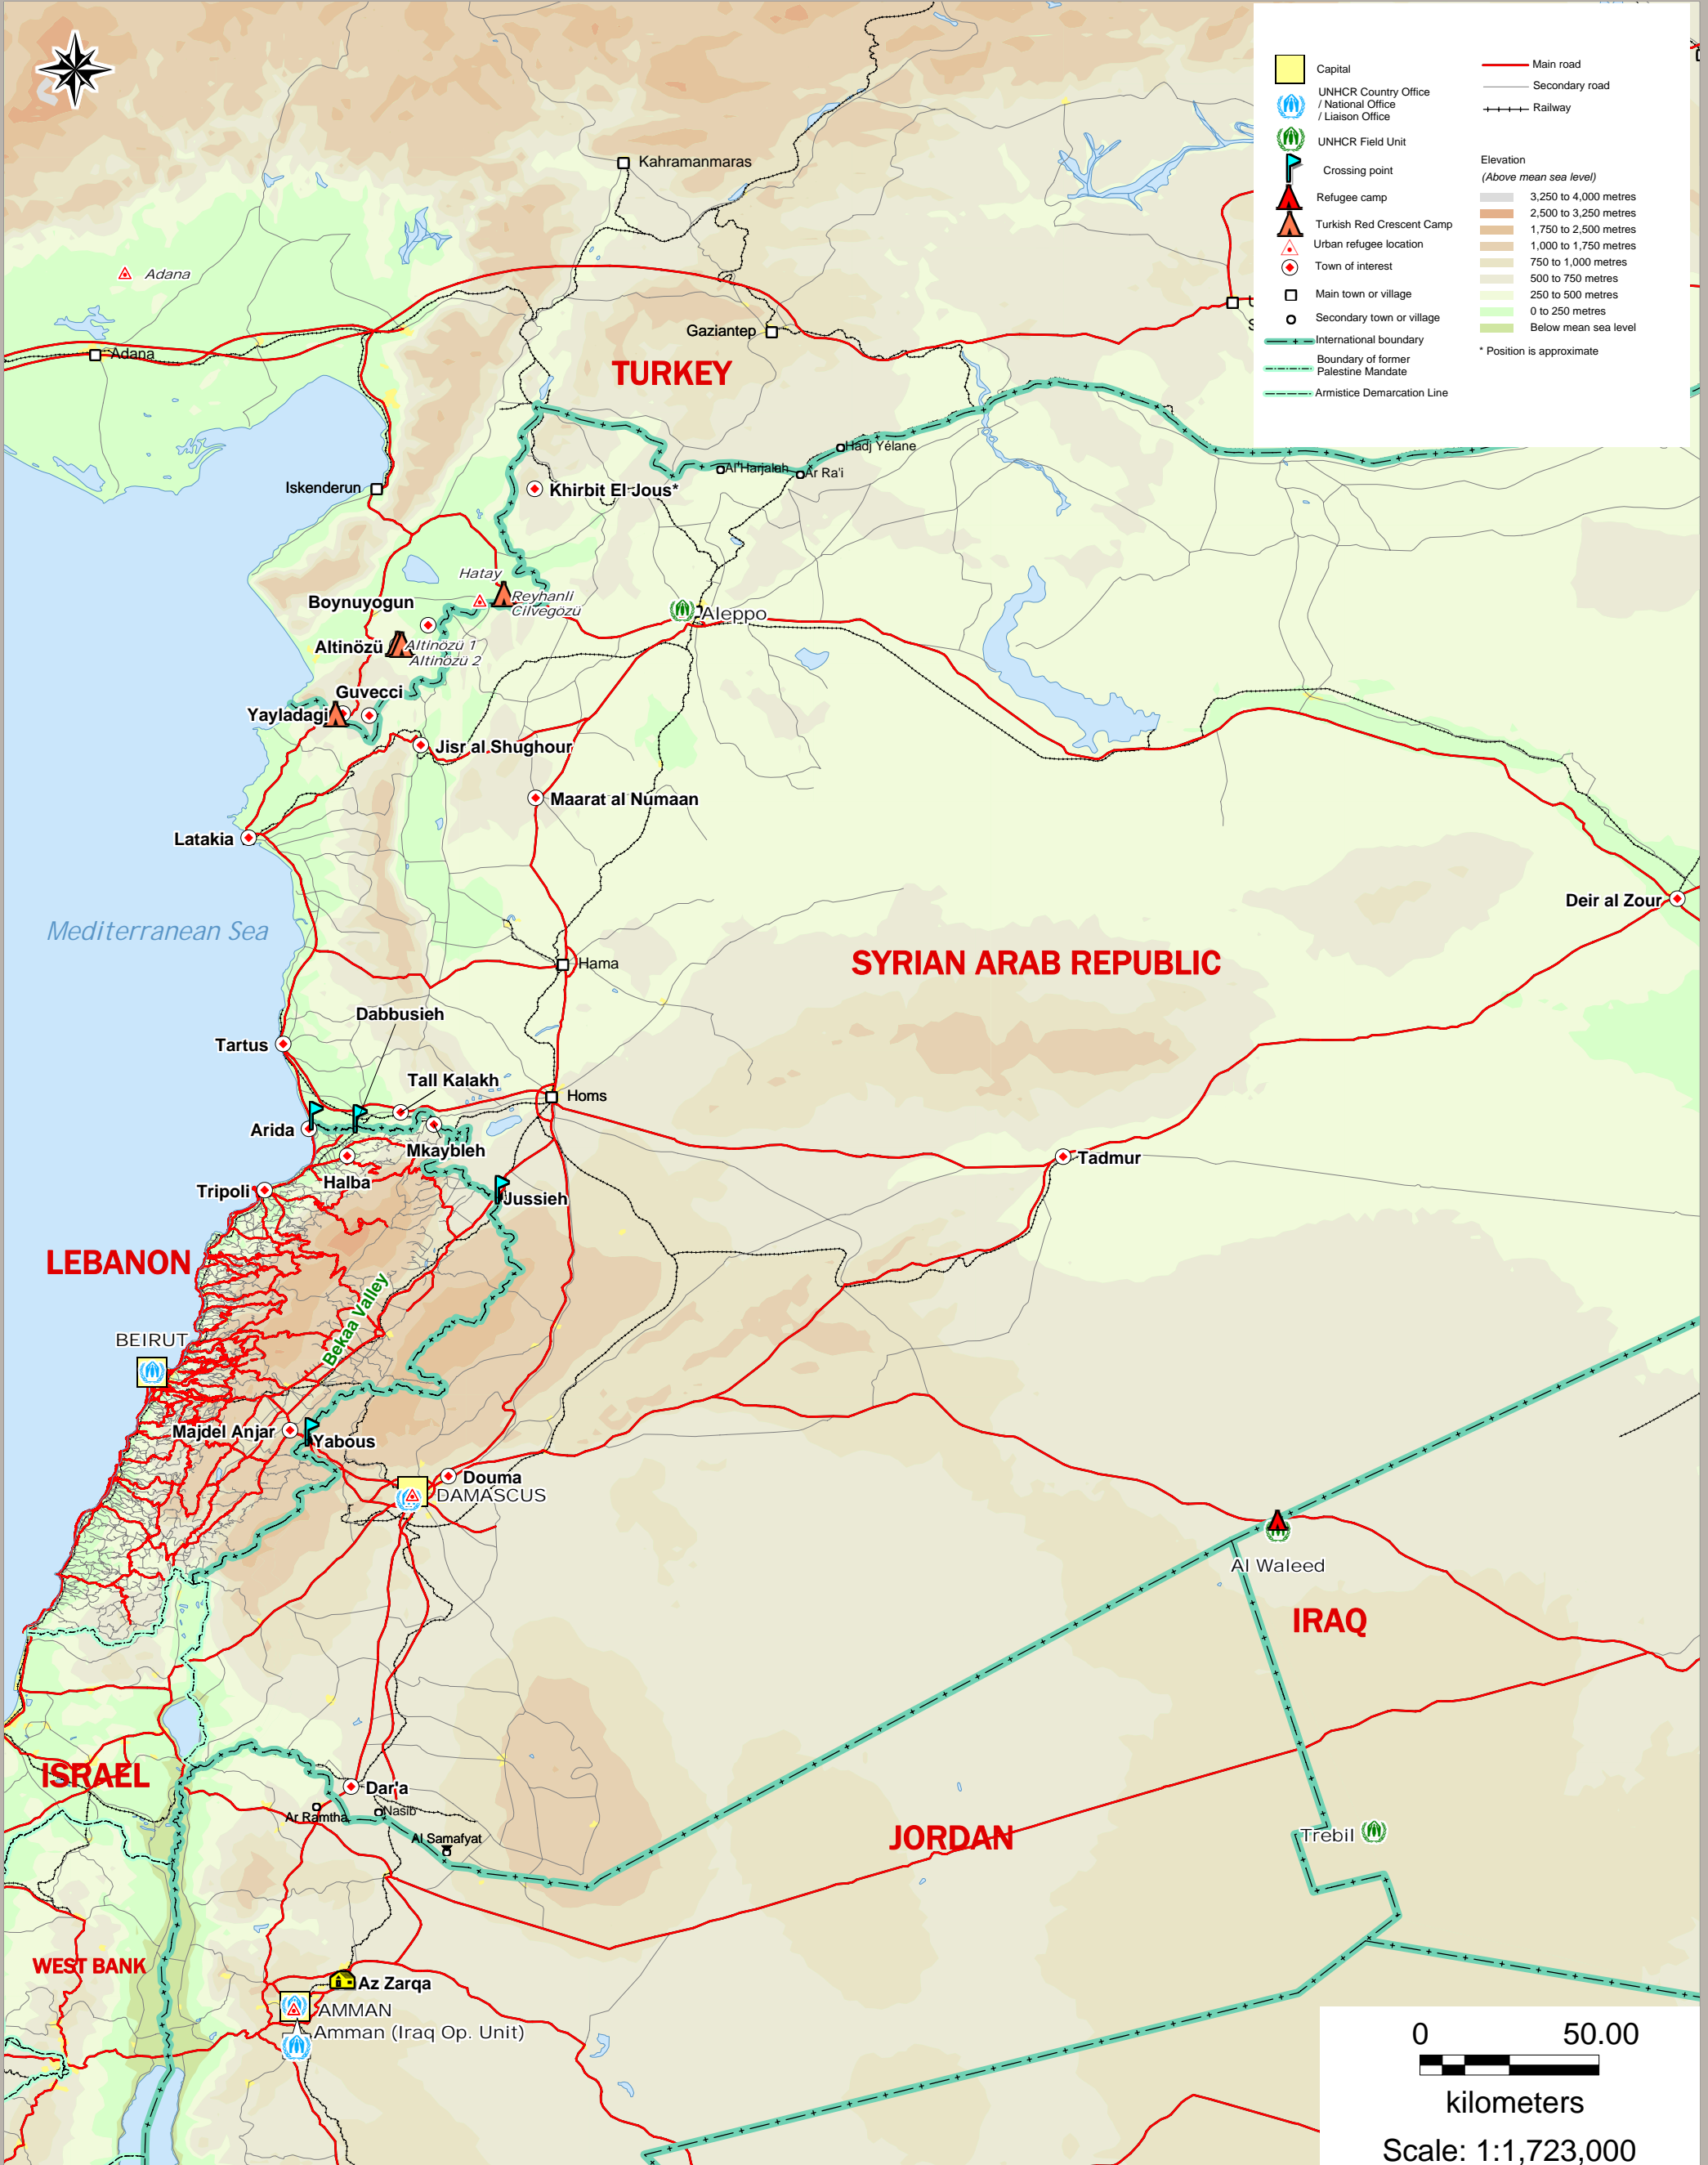 Capital
UNHCR Country Office
/ National Office
/ Liaison Office
UNHCR Field Unit
Crossing point
Refugee camp
Turkish Red Crescent Camp
Urban refugee location
Town of interest
Main town or village
Secondary town or village
International boundary
Boundary of former
Palestine Mandate
Armistice Demarcation Line
Main road
Secondary road
Railway
Elevation
(Above mean sea level)
3,250 to 4,000 metres
2,500 to 3,250 metres
1,750 to 2,500 metres
1,000 to 1,750 metres
750 to 1,000 metres
500 to 750 metres
250 to 500 metres
0 to 250 metres
Below mean sea level
* Position is approximate
Kahramanmaras
Adana
Adana
Gaziantep
TURKEY
Hadj Yélane
Ar Harjaleh
Ar Ra'i
Iskenderun
Khirbit El Jous*
Hatay
Reyhanli
Cilvegözü
Boynuyogun
Aleppo
Altinözü
Altinözü 1
Altinözü 2
Guvecci
Yayladagi
Jisr al Shughour
Maarat al Numaan
Latakia
Deir al Zour
Mediterranean Sea
Hama
SYRIAN ARAB REPUBLIC
Dabbusieh
Tartus
Tall Kalakh
Homs
Arida
Mkaybleh
Tadmur
Halba
Tripoli
Jussieh
LEBANON
Bekaa Valley
BEIRUT
Majdel Anjar
Yabous
Douma
DAMASCUS
Al Waleed
IRAQ
ISRAEL
Dar'a
Ar Ramtha
Nasib
Al Samafyat
JORDAN
Trebil
WEST BANK
Az Zarqa
AMMAN
Amman (Iraq Op. Unit)
0 50.00
kilometers
Scale: 1:1,723,000